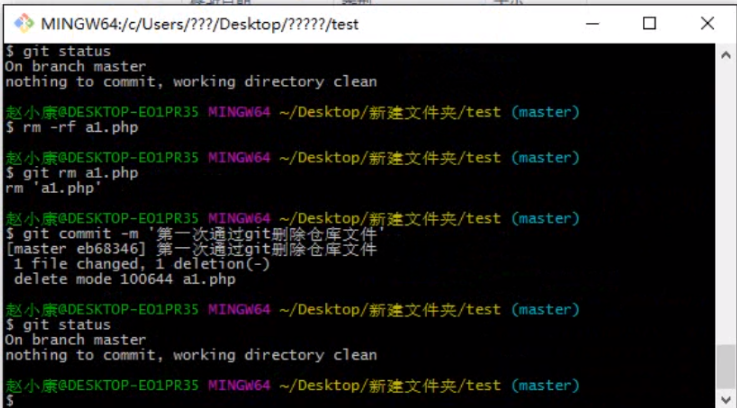 MINGW64:/c/Users/???/Desktop/?????/test
$ git status
On branch master
nothing to commit, working directory clean
赵小康@DESKTOP-EO1PR35 MINGW64 ~/Desktop/新建文件夹/test (master)
$ rm -rf a1.php
赵小康@DESKTOP-EO1PR35 MINGW64 ~/Desktop/新建文件夹/test (master)
$ git rm a1.php
rm 'a1.php'
赵小康@DESKTOP-EO1PR35 MINGW64 ~/Desktop/新建文件夹/test (master)
$ git commit -m '第一次通过git删除仓库文件'
[master eb68346] 第一次通过git删除仓库文件
1 file changed, 1 deletion(-)
delete mode 100644 a1.php
赵小康@DESKTOP-EO1PR35 MINGW64 ~/Desktop/新建文件夹/test (master)
$ git status
On branch master
nothing to commit, working directory clean
赵小康@DESKTOP-EO1PR35 MINGW64 ~/Desktop/新建文件夹/test (master)
$